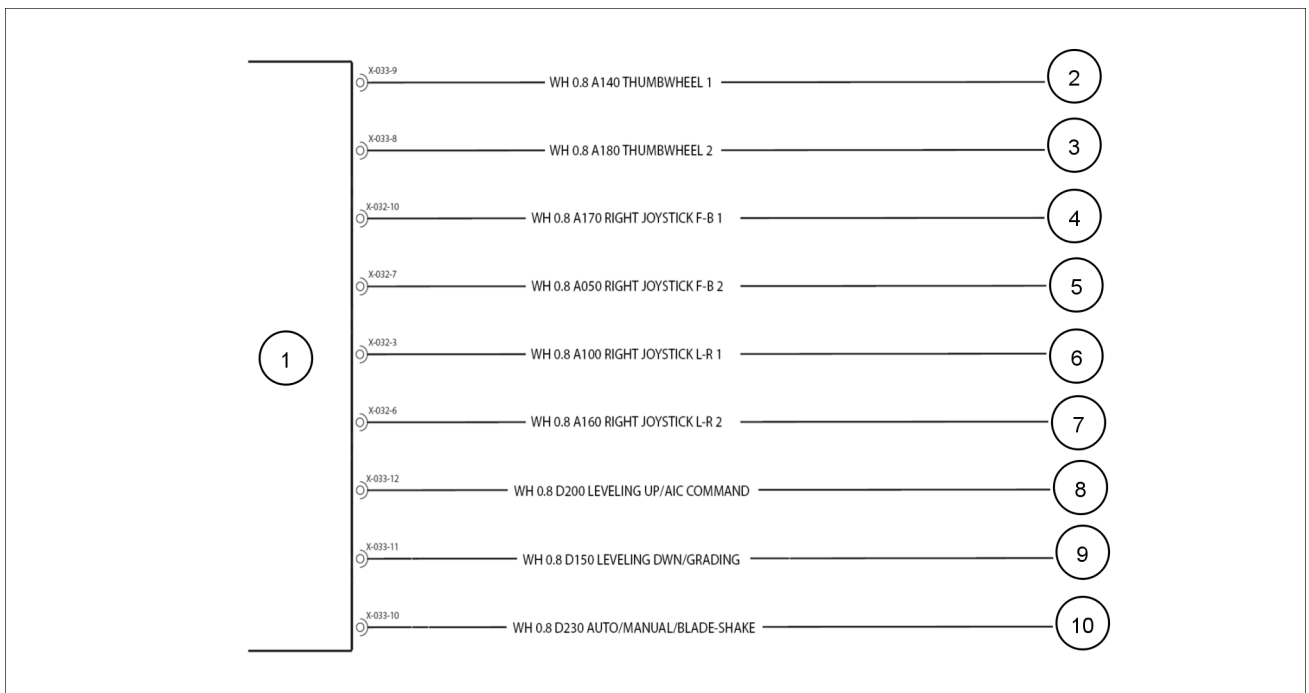 X-033-9 WH 0.8 A140 THUMBWHEEL 1 2
X-033-8 WH 0.8 A180 THUMBWHEEL 2 3
X-032-10 WH 0.8 A170 RIGHT JOYSTICK F-B 1 4
X-032-7 WH 0.8 A050 RIGHT JOYSTICK F-B 2 5
1
X-032-3 WH 0.8 A100 RIGHT JOYSTICK L-R 1 6
X-032-6 WH 0.8 A160 RIGHT JOYSTICK L-R 2 7
X-033-12 WH 0.8 D200 LEVELING UP/AIC COMMAND 8
X-033-11 WH 0.8 D150 LEVELING DWN/GRADING 9
X-033-10 WH 0.8 D230 AUTO/MANUAL/BLADE-SHAKE 10